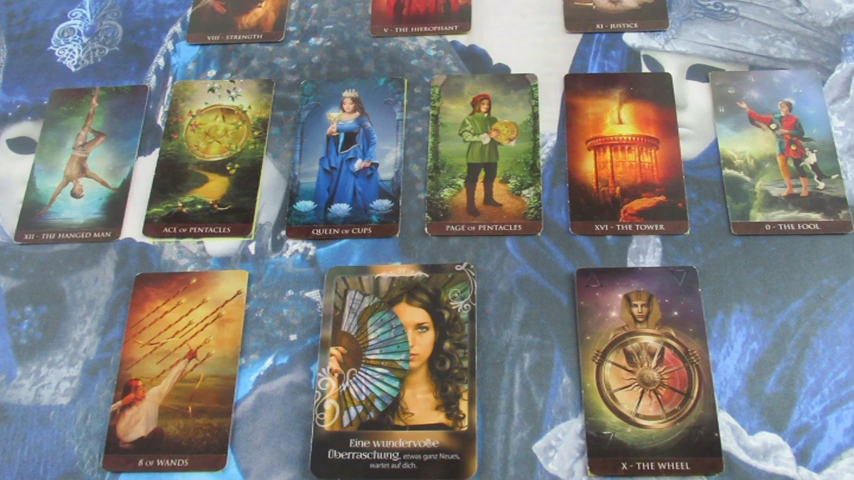 VIII - STRENGTH
V - THE HIEROPHANT
XI - JUSTICE
XII - THE HANGED MAN
ACE OF PENTACLES
QUEEN OF CUPS
PAGE OF PENTACLES
XVI - THE TOWER
0 - THE FOOL
8 OF WANDS
Eine wundervolle
Überraschung, etwas ganz Neues,
wartet auf dich.
X - THE WHEEL